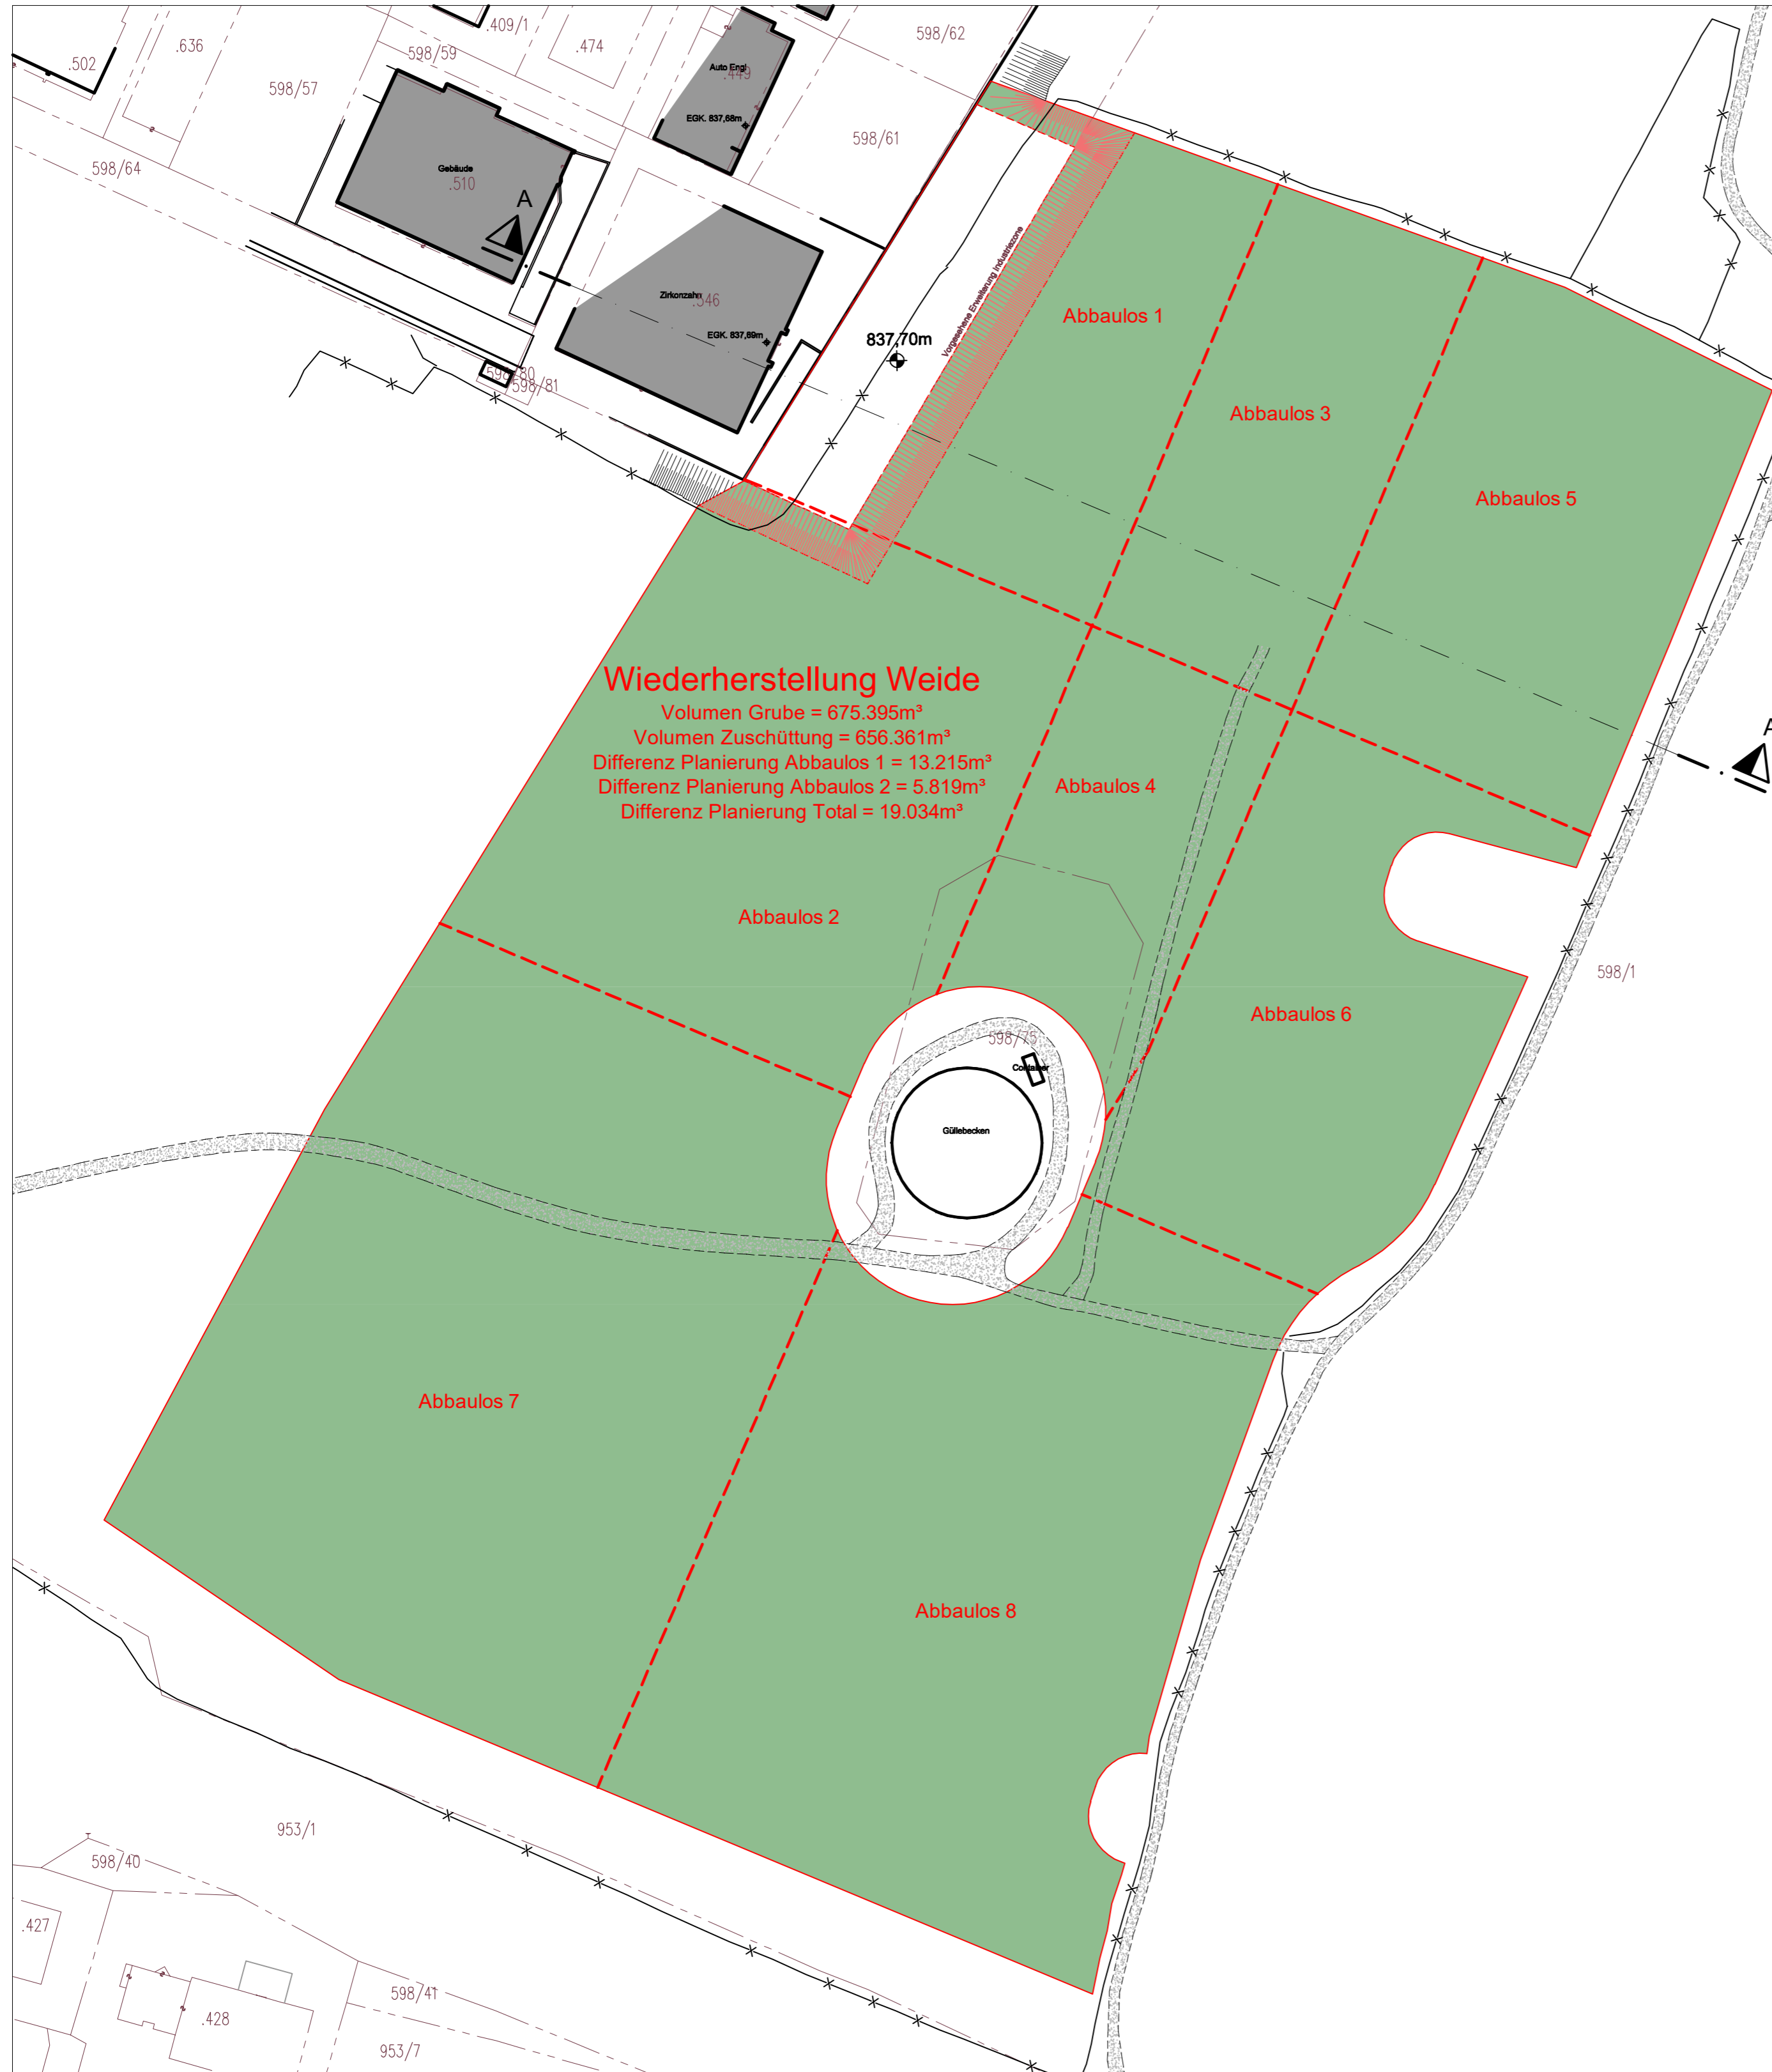 .409/1
.636
.502
598/59
.474
598/62
598/57
Auto Engl
.449
EGK. 837,68m
598/61
598/64
Gebäude
.510
A
Zirkonzahn
.546
EGK. 837,69m
837,70m
Vorgesehene Erweiterung Industriezone
598/80
598/81
Abbaulos 1
Abbaulos 3
Abbaulos 5
Wiederherstellung Weide
Volumen Grube = 675.395m³
Volumen Zuschüttung = 656.361m³
Differenz Planierung Abbaulos 1 = 13.215m³
Differenz Planierung Abbaulos 2 = 5.819m³
Differenz Planierung Total = 19.034m³
A
Abbaulos 4
Abbaulos 2
598/1
Abbaulos 6
598/75
Container
Güllebecken
Abbaulos 7
Abbaulos 8
953/1
598/40
.427
598/41
.428
953/7